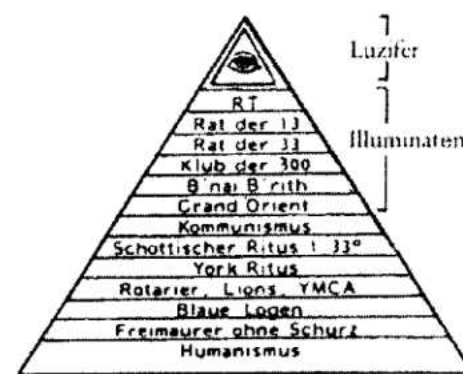 Luzifer
RT
Rat der 13
Rat der 33
Illuminaten
Klub der 300
B'nai B'rith
Grand Orient
Kommunismus
Schottischer Ritus 1 33°
York Ritus
Rotarier, Lions, YMCA
Blaue Logen
Freimaurer ohne Schurz
Humanismus